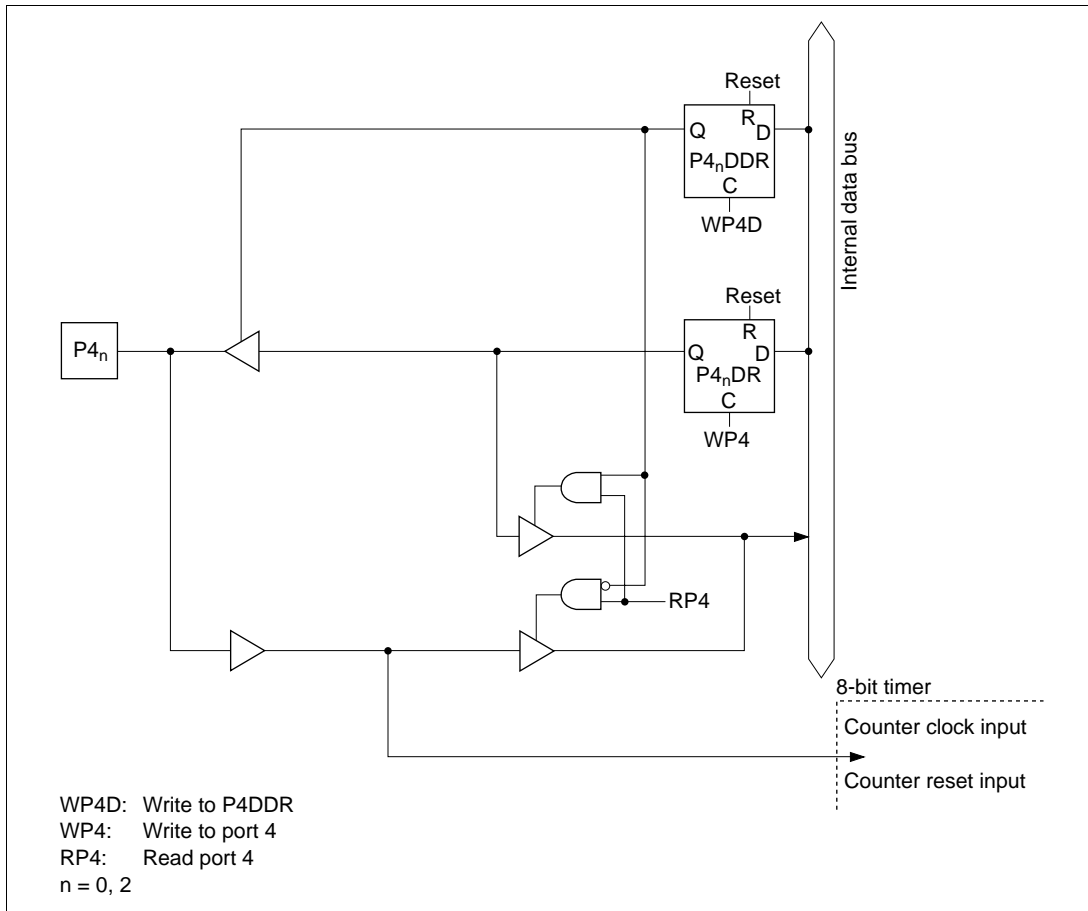 Reset
R
Q D
P4nDDR
C
WP4D
Internal data bus
Reset
R
P4n
Q D
P4nDR
C
WP4
RP4
8-bit timer
Counter clock input
Counter reset input
WP4D: Write to P4DDR
WP4: Write to port 4
RP4: Read port 4
n = 0, 2